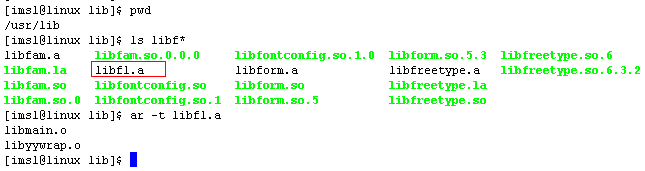 [imsl@linux lib]$ pwd
/usr/lib
[imsl@linux lib]$ ls libf*
libfam.a libfam.so.0.0.0 libfontconfig.so.1.0 libform.so.5.3 libfreetype.so.6
libfam.la libfl.a libform.a libfreetype.a libfreetype.so.6.3.2
libfam.so libfontconfig.so libform.so libfreetype.la
libfam.so.0 libfontconfig.so.1 libform.so.5 libfreetype.so
[imsl@linux lib]$ ar -t libfl.a
libmain.o
libyywrap.o
[imsl@linux lib]$